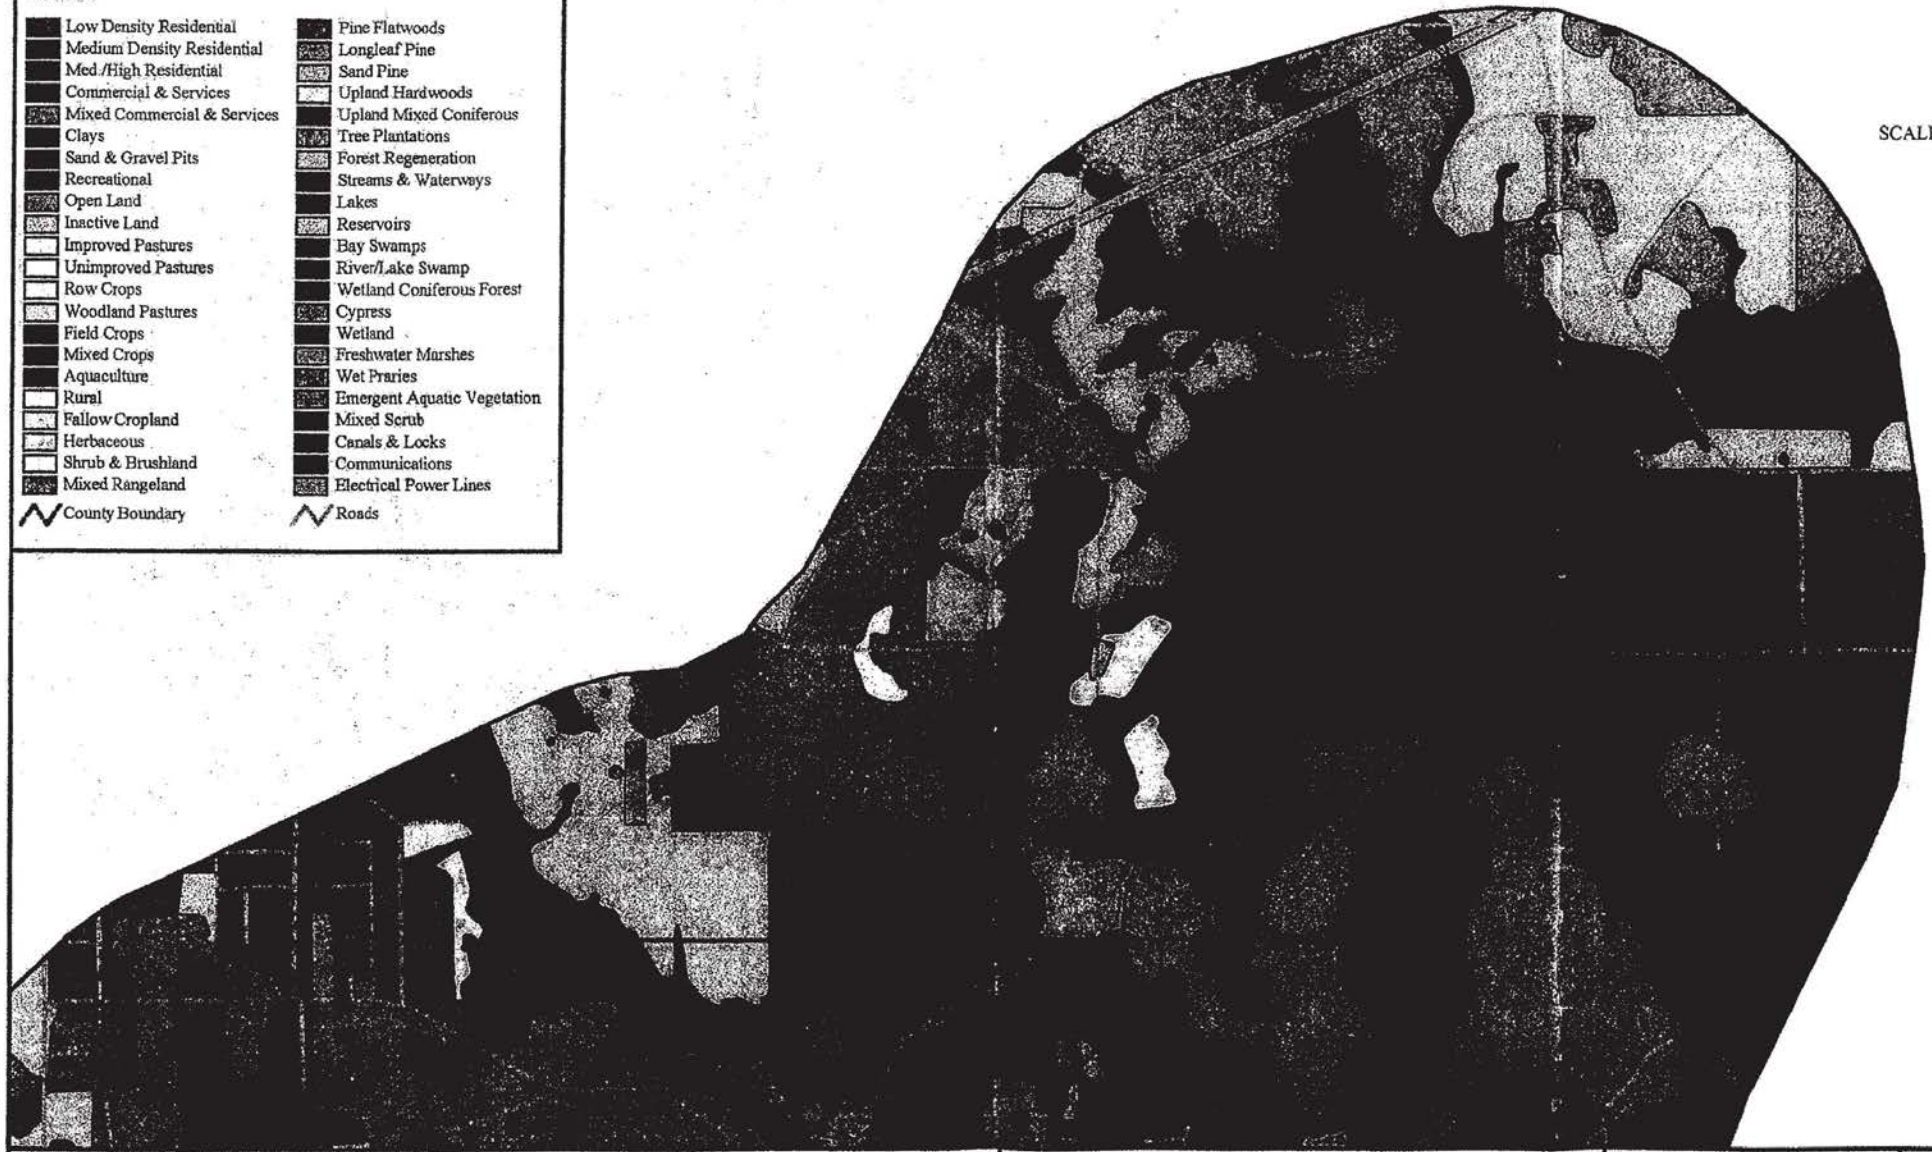 Low Density Residential
Medium Density Residential
Med./High Residential
Commercial & Services
Mixed Commercial & Services
Clays
Sand & Gravel Pits
Recreational
Open Land
Inactive Land
Improved Pastures
Unimproved Pastures
Row Crops
Woodland Pastures
Field Crops
Mixed Crops
Aquaculture
Rural
Fallow Cropland
Herbaceous
Shrub & Brushland
Mixed Rangeland
County Boundary
Pine Flatwoods
Longleaf Pine
Sand Pine
Upland Hardwoods
Upland Mixed Coniferous
Tree Plantations
Forest Regeneration
Streams & Waterways
Lakes
Reservoirs
Bay Swamps
River/Lake Swamp
Wetland Coniferous Forest
Cypress
Wetland
Freshwater Marshes
Wet Praries
Emergent Aquatic Vegetation
Mixed Scrub
Canals & Locks
Communications
Electrical Power Lines
Roads